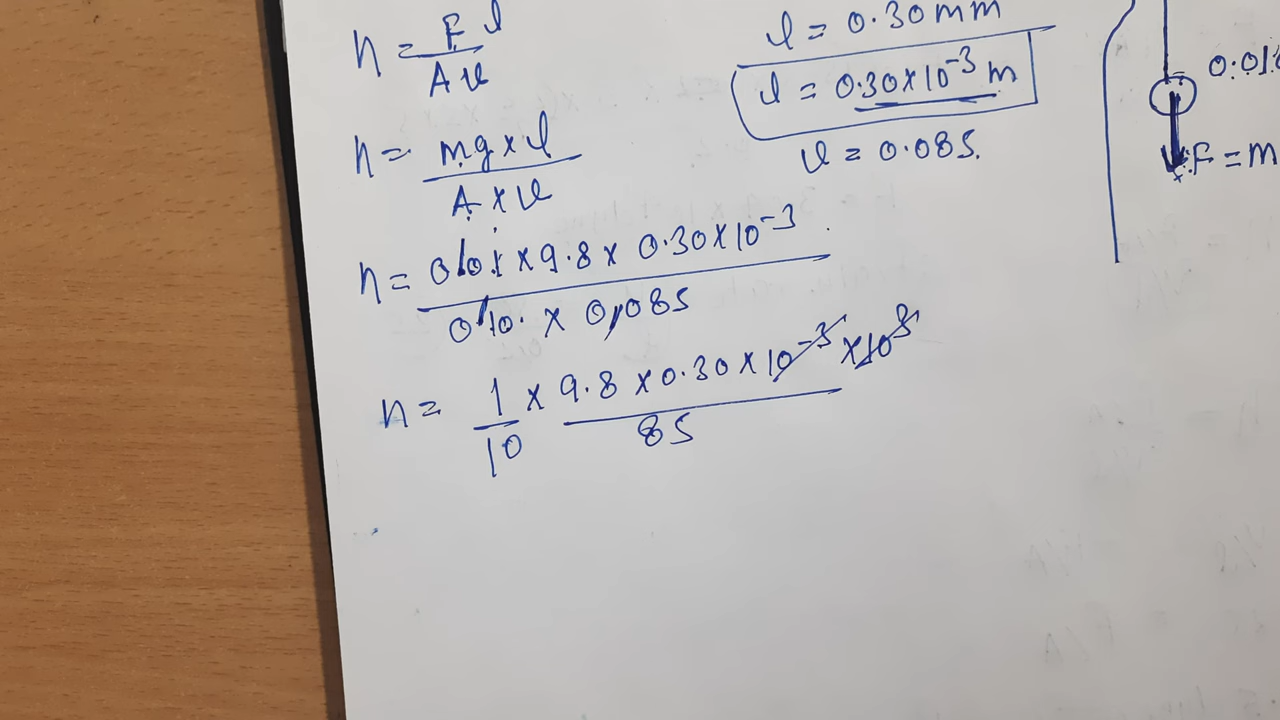 η = F l / A v
l = 0.30 mm
l = 0.30×10⁻³ m
v = 0.085
0.01
F = m
η = mg × l / A × v
η = 0.01 × 9.8 × 0.30×10⁻³ / 0.10 × 0.085
η = 1/10 × 9.8 × 0.30 × 10⁻³ × 10³ / 85